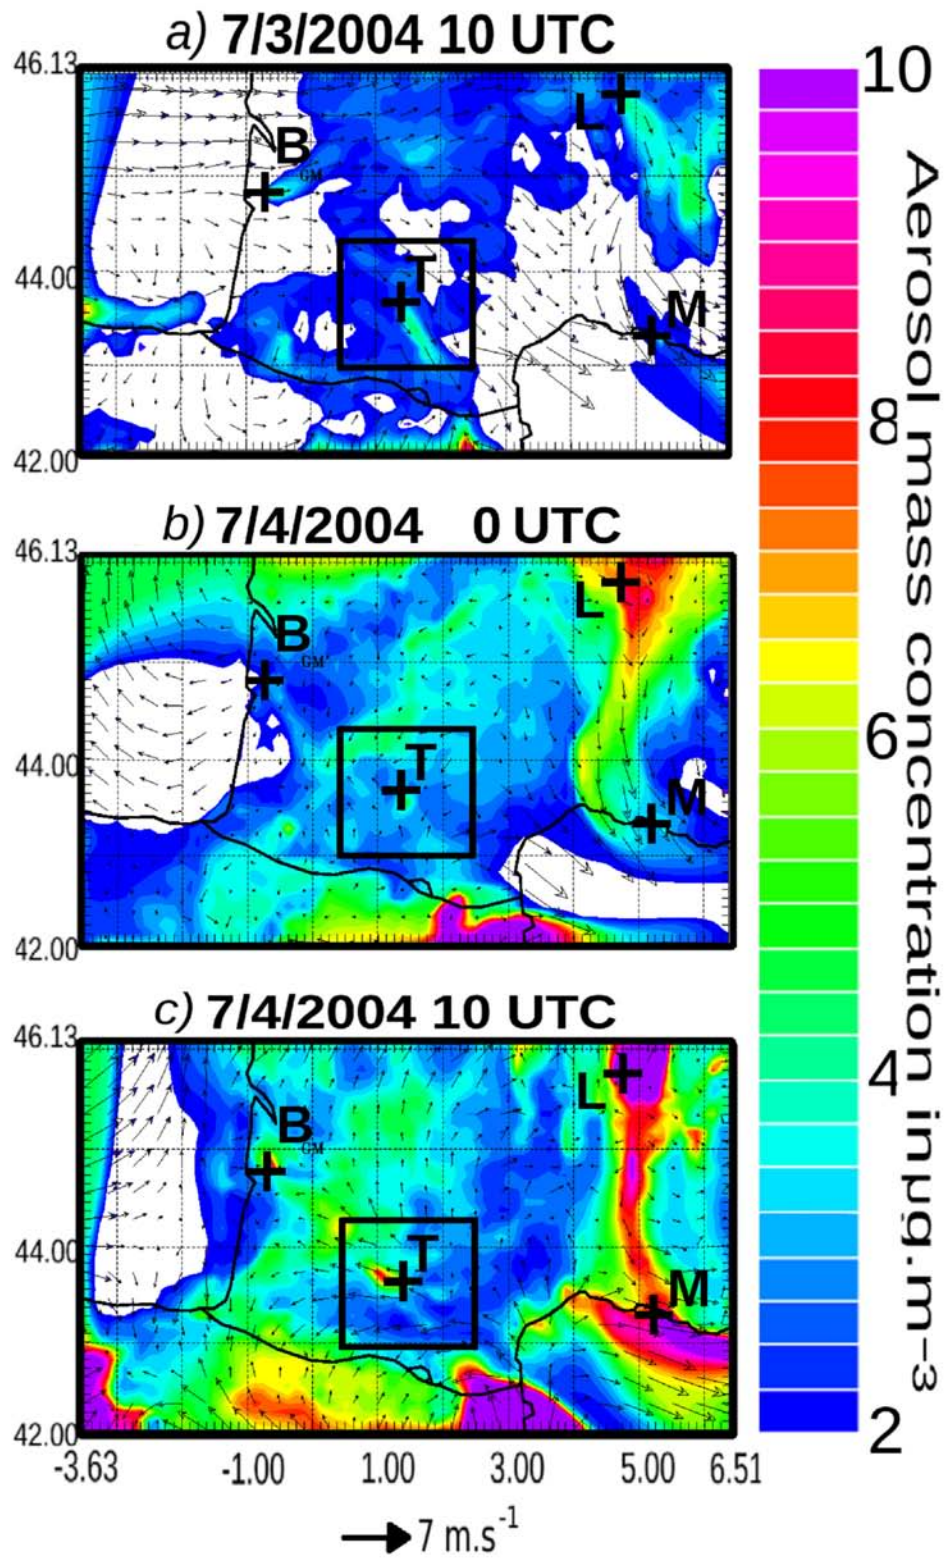 a) 7/3/2004 10 UTC
46.13
L
B
GM
44.00
T
M
42.00
b) 7/4/2004 0 UTC
46.13
L
B
GM
44.00
T
M
42.00
c) 7/4/2004 10 UTC
46.13
L
B
GM
44.00
T
M
42.00
-3.63 -1.00 1.00 3.00 5.00 6.51
7 m.s-1
10
8
6
4
2
Aerosol mass concentration inµg.m-3